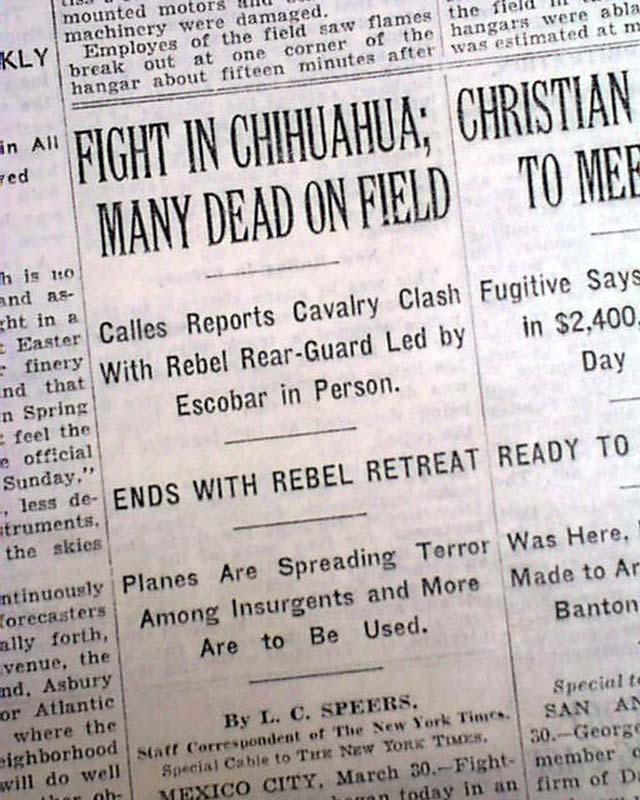 mounted motors and
machinery were damaged.
Employes of the field saw flames
break out at one corner of the
hangar about fifteen minutes after
the field in
hangars were
was estimated at
KLY
in All
h is no
and as-
ght in a
Easter
finery
nd that
n Spring
feel the
official
Sunday,"
, less de-
struments,
the skies
ntinuously
forecasters
ally forth,
venue, the
nd, Asbury
or Atlantic
where the
eighborhood
will do well
FIGHT IN CHIHUAHUA;
MANY DEAD ON FIELD
Calles Reports Cavalry Clash
With Rebel Rear-Guard Led by
Escobar in Person.
ENDS WITH REBEL RETREAT
Planes Are Spreading Terror
Among Insurgents and More
Are to Be Used.
By L. C. SPEERS.
Staff Correspondent of The New York Times.
Special Cable to THE NEW YORK TIMES.
MEXICO CITY, March 30.—Fight-
began today in an
CHRISTIAN
TO MEE
Fugitive Says
in $2,400,
Day
READY TO
Was Here,
Made to Ar
Banton
Special to
SAN AN
30.—George
member o
firm of D